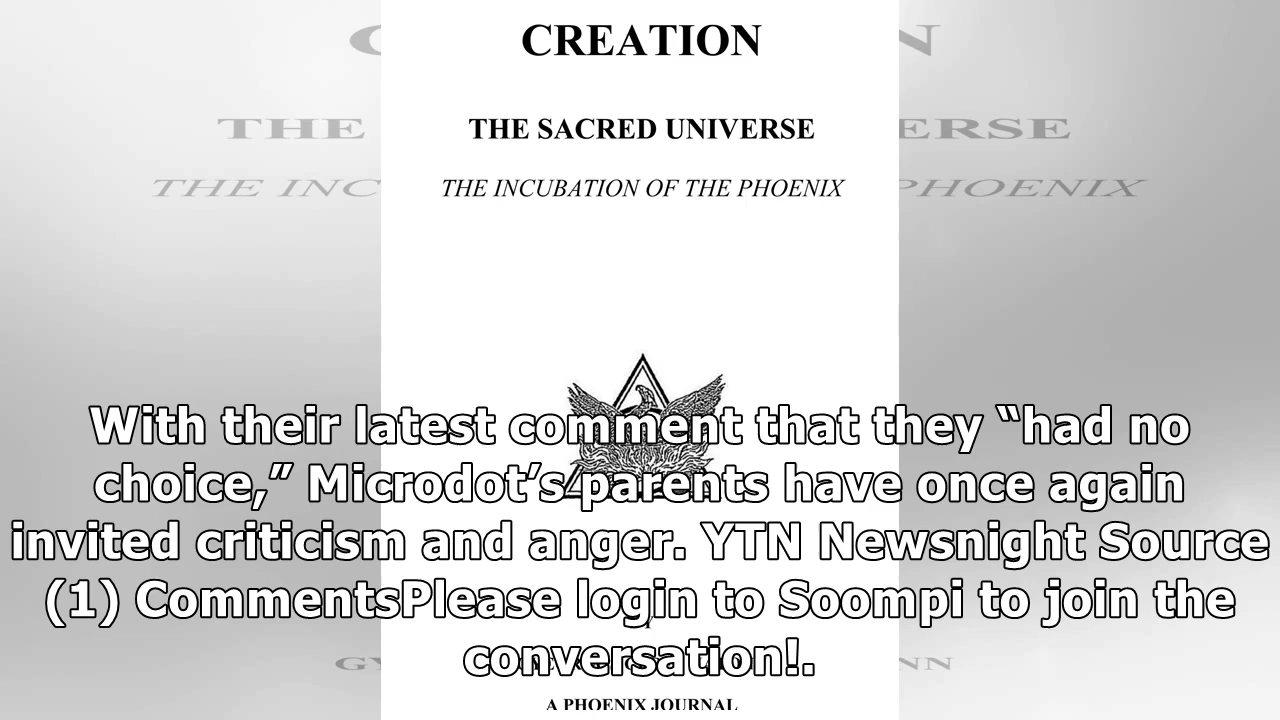 CREATION
THE SACRED UNIVERSE
THE INCUBATION OF THE PHOENIX
With their latest comment that they “had no
choice,” Microdot’s parents have once again
invited criticism and anger. YTN Newsnight Source
(1) CommentsPlease login to Soompi to join the
conversation!.
A PHOENIX JOURNAL